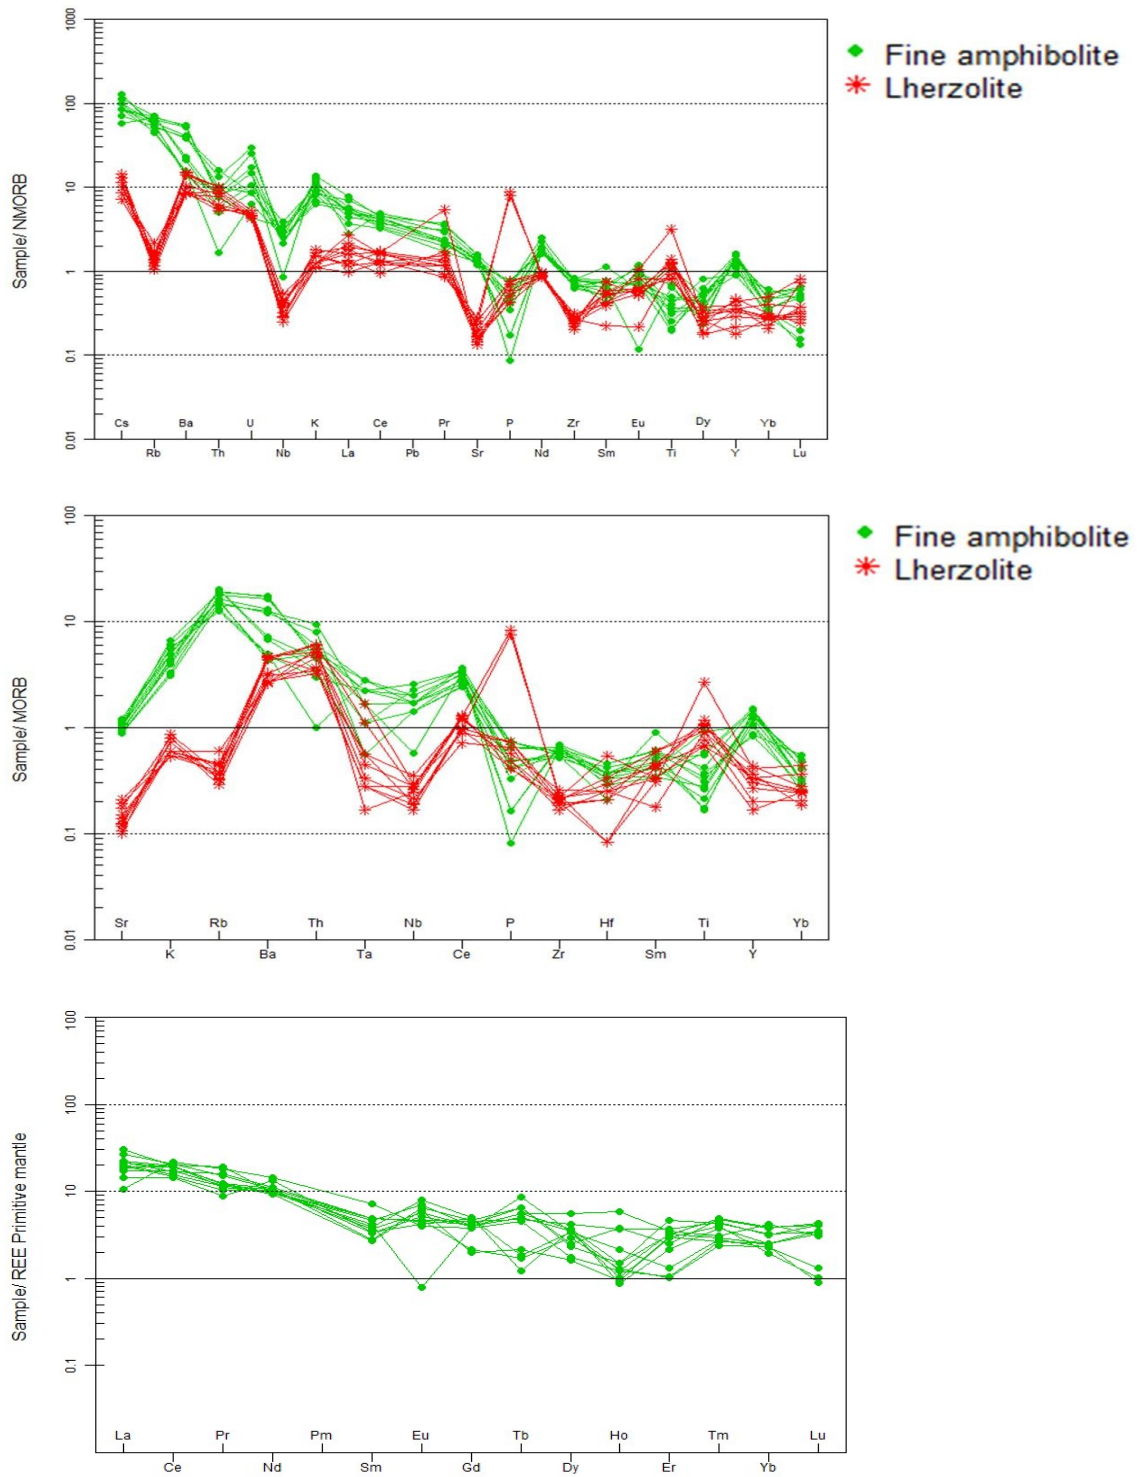 1000
100
10
1
0.1
0.01
Sample/ NMORB
Cs Ba U K Ce Pr P Zr Eu Dy Yb
Rb Th Nb La Pb Sr Nd Sm Ti Y Lu
Fine amphibolite
Lherzolite
100
10
1
0.1
0.01
Sample/ MORB
Sr Rb Th Nb P Hf Ti Yb
K Ba Ta Ce Zr Sm Y
Fine amphibolite
Lherzolite
100
100
10
1
0.1
Sample/ REE Primitive mantle
La Pr Pm Eu Tb Ho Tm Lu
Ce Nd Sm Gd Dy Er Yb